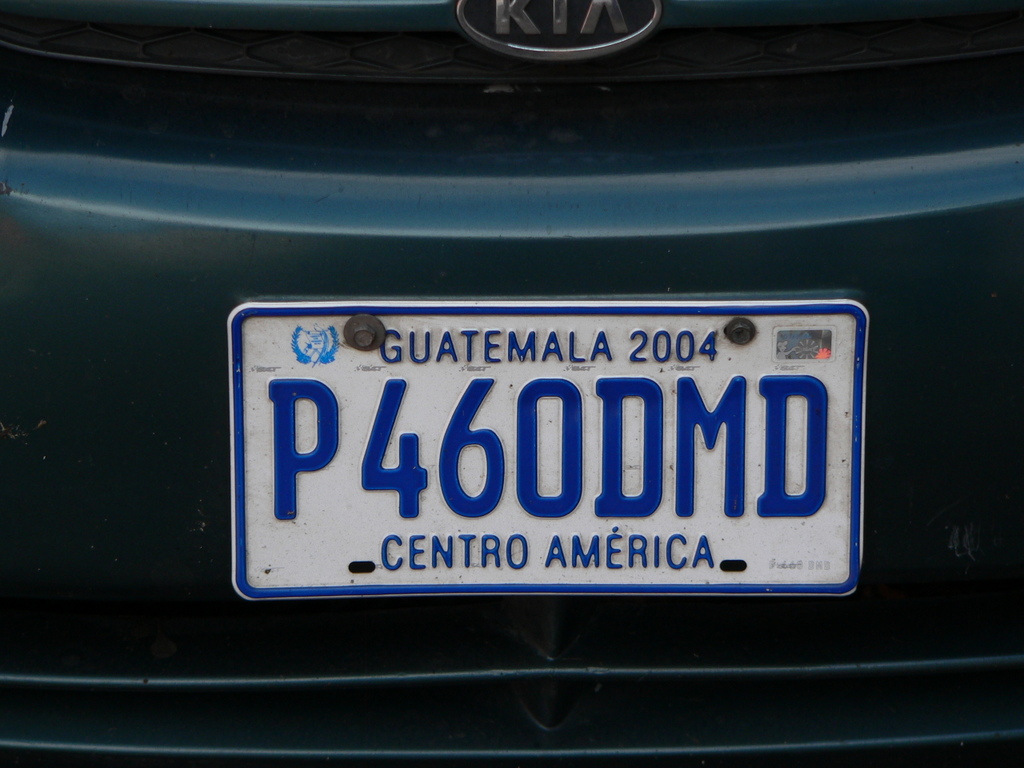 KIA
GUATEMALA 2004
P460DMD
CENTRO AMÉRICA